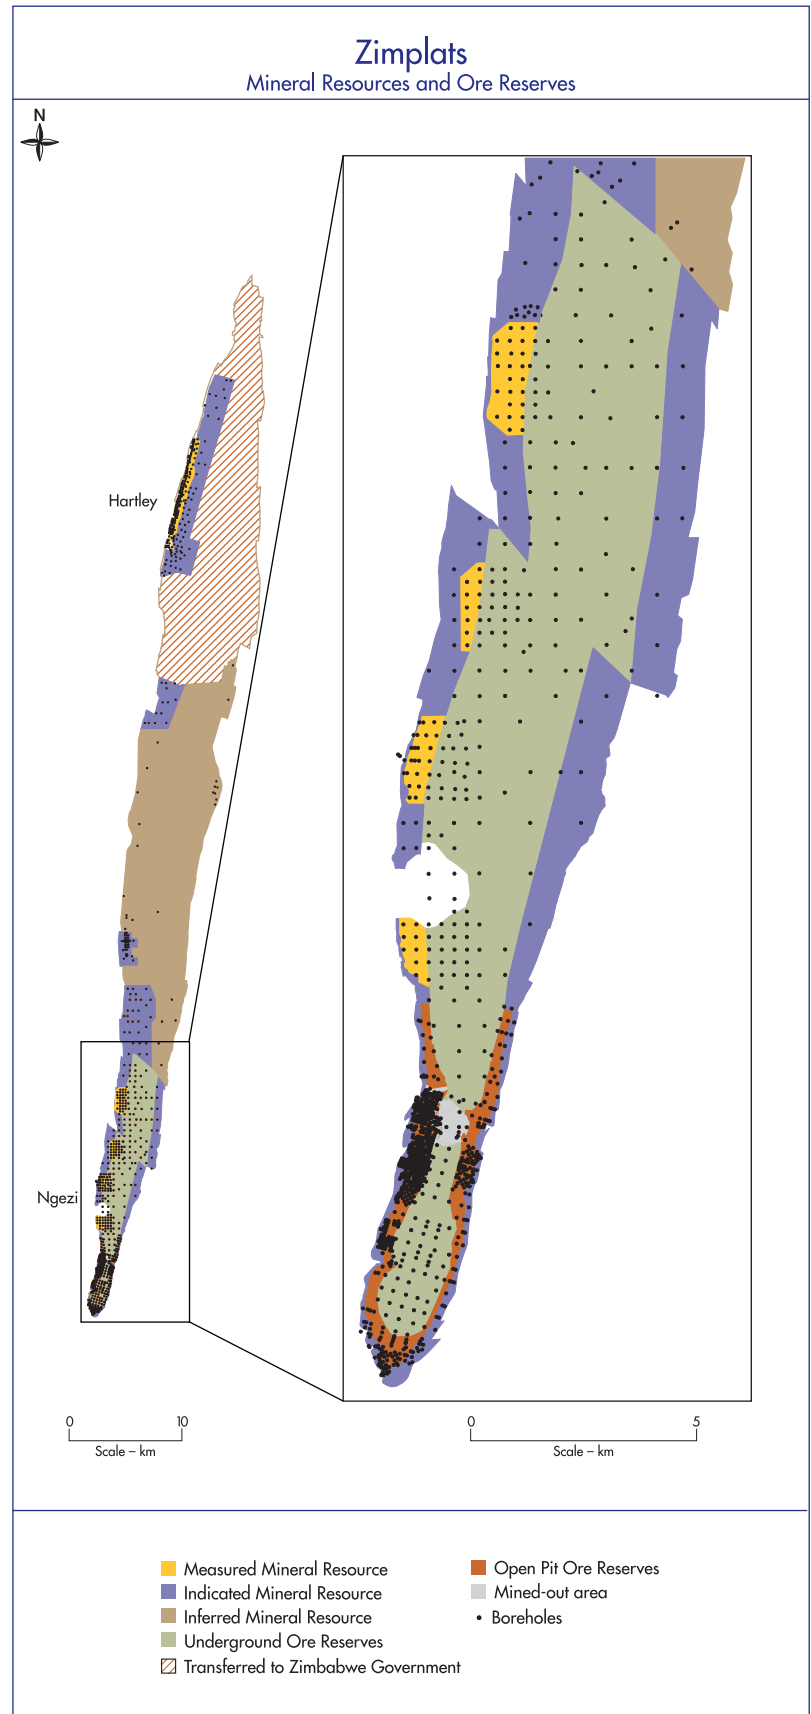 Zimplats
Mineral Resources and Ore Reserves
N
Hartley
Ngezi
0 10
Scale – km
0 5
Scale – km
Measured Mineral Resource
Indicated Mineral Resource
Inferred Mineral Resource
Underground Ore Reserves
Transferred to Zimbabwe Government
Open Pit Ore Reserves
Mined-out area
Boreholes